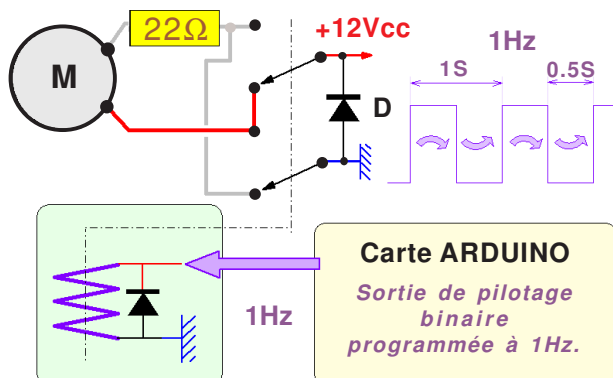 22Ω
+12Vcc
1Hz
1S
0.5S
M
D
1Hz
Carte ARDUINO
Sortie de pilotage
binaire
programmée à 1Hz.